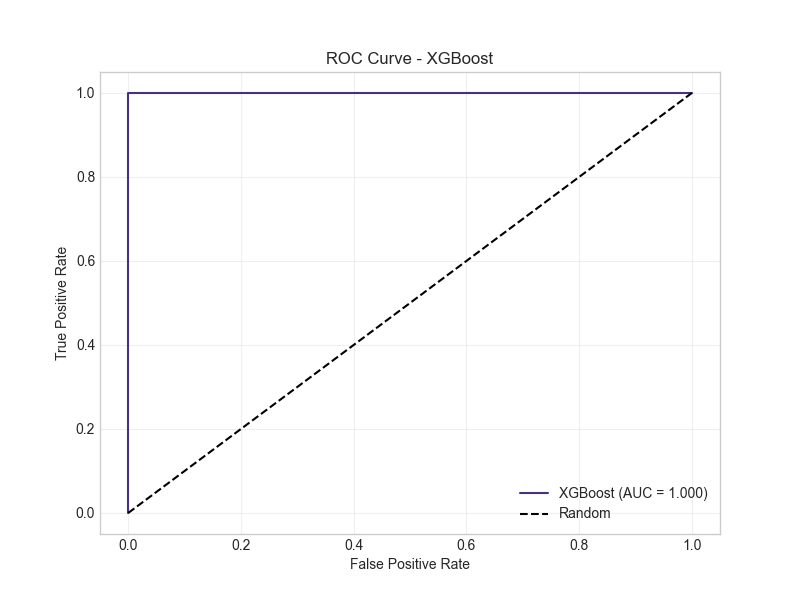 ROC Curve - XGBoost
True Positive Rate
1.0
0.8
0.6
0.4
0.2
0.0
XGBoost (AUC = 1.000)
Random
0.0 0.2 0.4 0.6 0.8 1.0
False Positive Rate